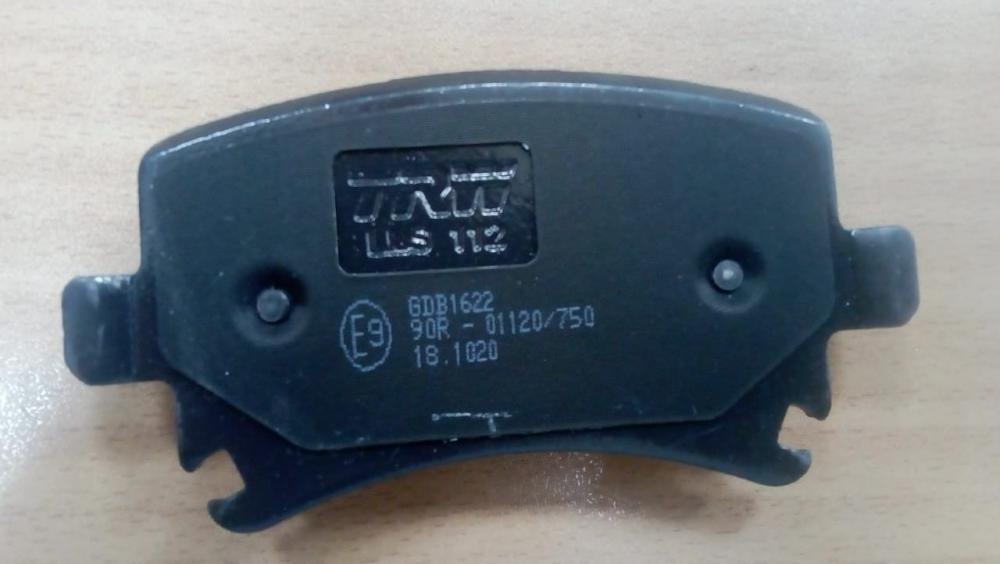 TRW
LLS 112
GDB1622
E9 90R - 01120/750
18.1020